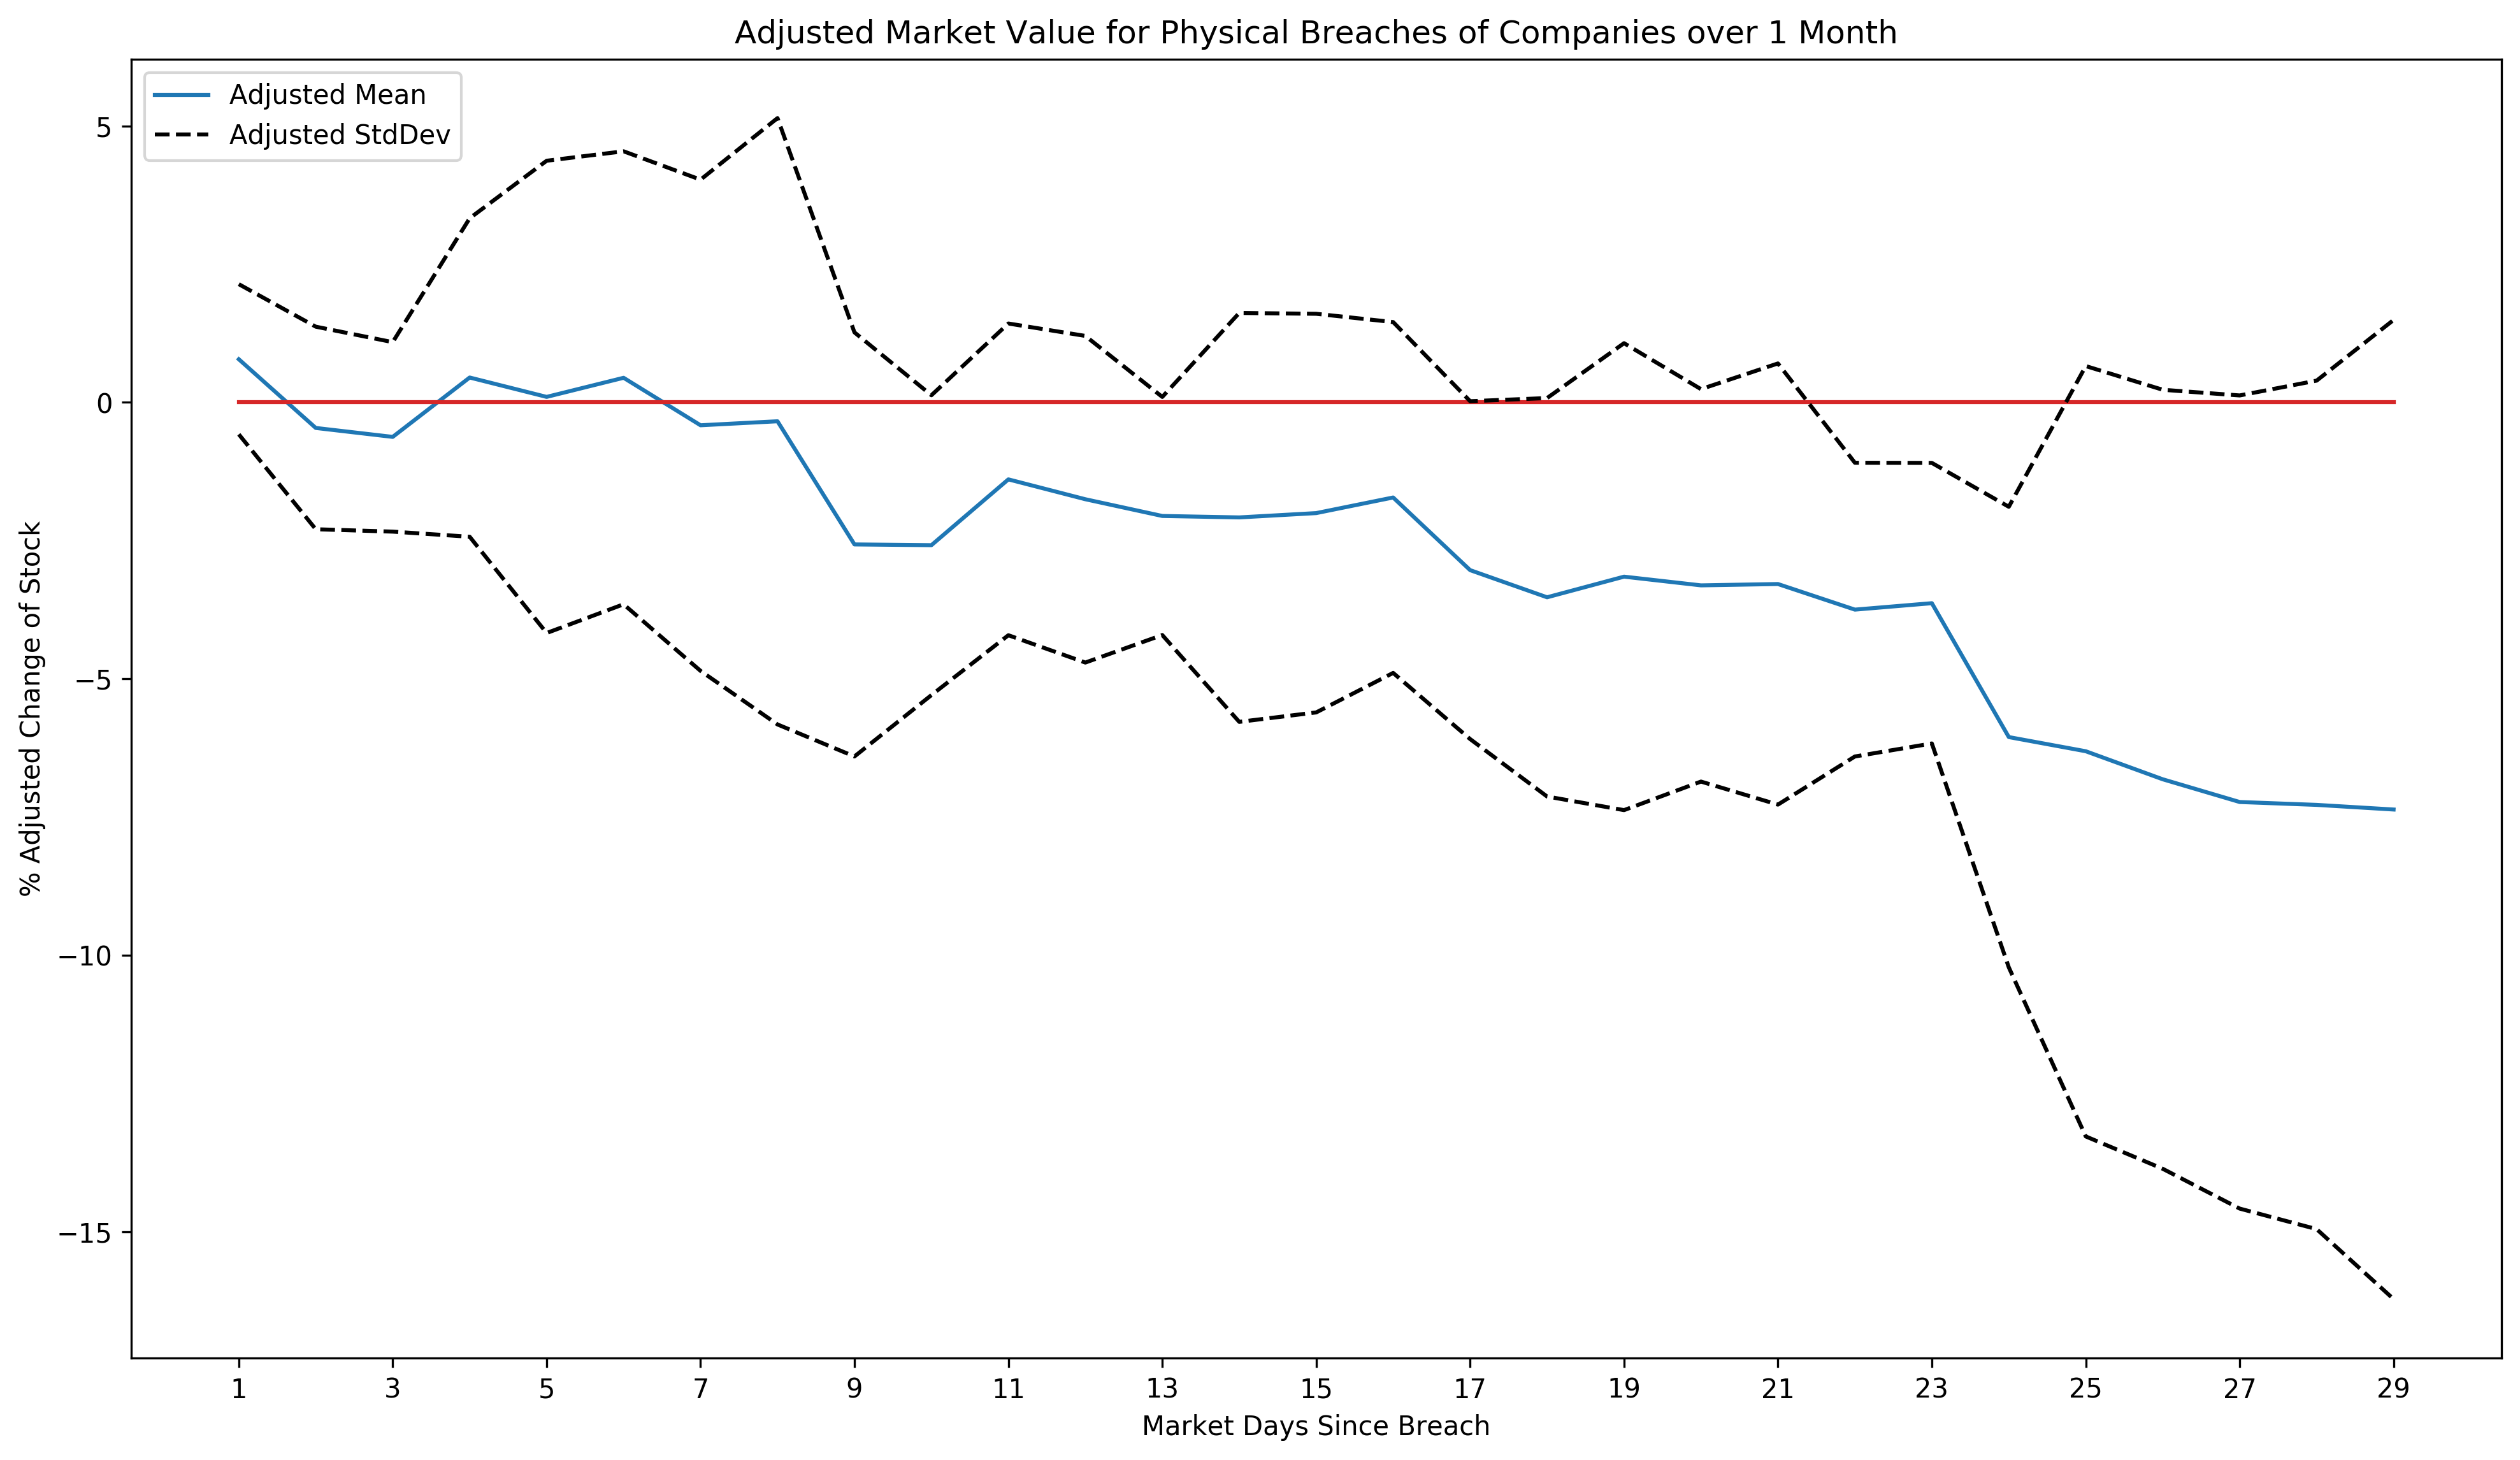 Adjusted Market Value for Physical Breaches of Companies over 1 Month
Adjusted Mean
Adjusted StdDev
% Adjusted Change of Stock
5
0
−5
−10
−15
1 3 5 7 9 11 13 15 17 19 21 23 25 27 29
Market Days Since Breach